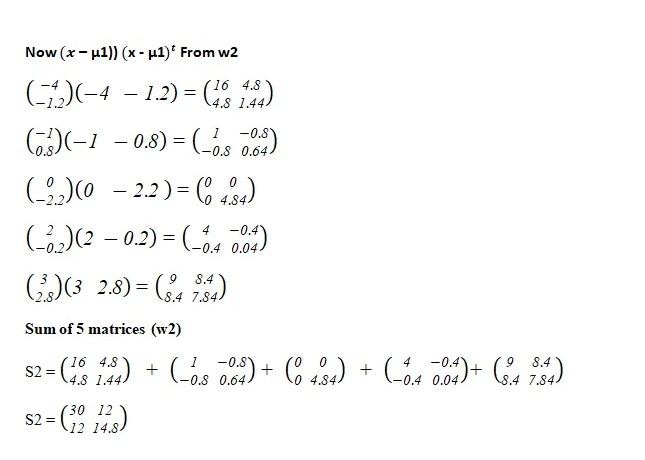 Now (x − µ1)) (x - µ1)ᵗ From w2
(−4 −1.2)(−4 − 1.2) = (16 4.8 4.8 1.44)
(−1 0.8)(−1 − 0.8) = (1 −0.8 −0.8 0.64)
(0 −2.2)(0 − 2.2 ) = (0 0 0 4.84)
(2 −0.2)(2 − 0.2) = (4 −0.4 −0.4 0.04)
(3 2.8)(3 2.8) = (9 8.4 8.4 7.84)
Sum of 5 matrices (w2)
S2 = (16 4.8 4.8 1.44) + (1 −0.8 −0.8 0.64) + (0 0 0 4.84) + (4 −0.4 −0.4 0.04) + (9 8.4 8.4 7.84)
S2 = (30 12 12 14.8)